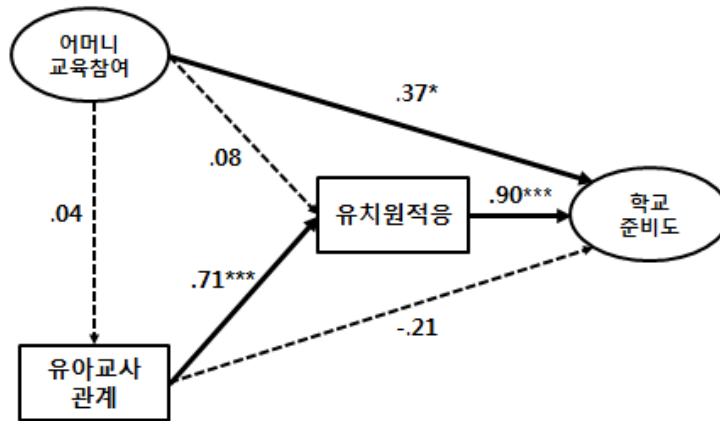 어머니
교육참여
.37*
.08
.04
유치원적응
.90***
학교
준비도
.71***
-.21
유아교사
관계